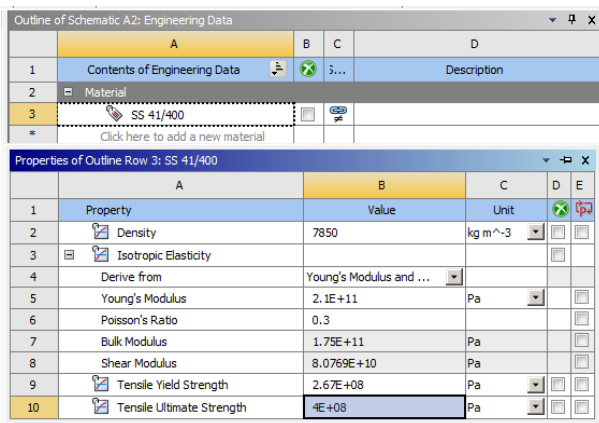 Outline of Schematic A2: Engineering Data
A B C D
1 Contents of Engineering Data S... Description
2 Material
3 SS 41/400
* Click here to add a new material
Properties of Outline Row 3: SS 41/400
A B C D E
1 Property Value Unit
2 Density 7850 kg m^-3
3 Isotropic Elasticity
4 Derive from Young's Modulus and ...
5 Young's Modulus 2.1E+11 Pa
6 Poisson's Ratio 0.3
7 Bulk Modulus 1.75E+11 Pa
8 Shear Modulus 8.0769E+10 Pa
9 Tensile Yield Strength 2.67E+08 Pa
10 Tensile Ultimate Strength 4E+08 Pa